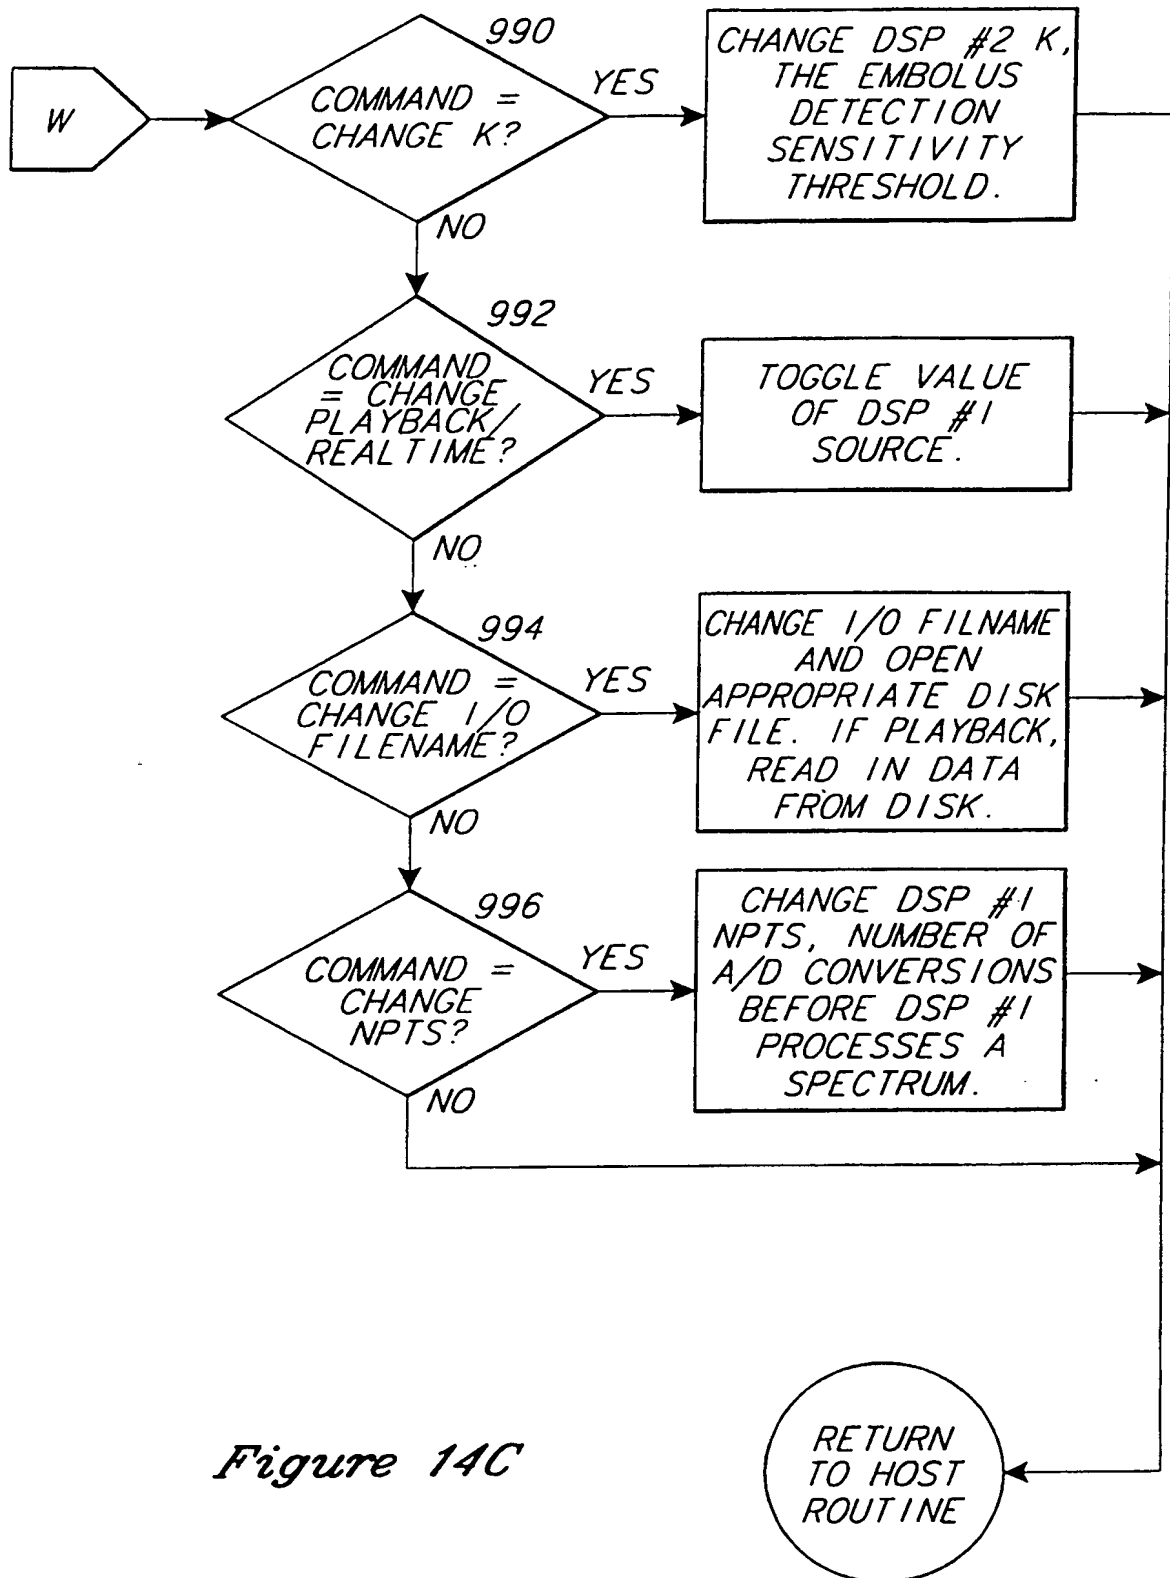 W
990
COMMAND =
CHANGE K?
YES
NO
CHANGE DSP #2 K,
THE EMBOLUS
DETECTION
SENSITIVITY
THRESHOLD.
992
COMMAND
= CHANGE
PLAYBACK/
REALTIME?
YES
NO
TOGGLE VALUE
OF DSP #1
SOURCE.
994
COMMAND =
CHANGE I/O
FILENAME?
YES
NO
CHANGE I/O FILNAME
AND OPEN
APPROPRIATE DISK
FILE. IF PLAYBACK,
READ IN DATA
FROM DISK.
996
COMMAND =
CHANGE
NPTS?
YES
NO
CHANGE DSP #1
NPTS, NUMBER OF
A/D CONVERSIONS
BEFORE DSP #1
PROCESSES A
SPECTRUM.
RETURN
TO HOST
ROUTINE
Figure 14C